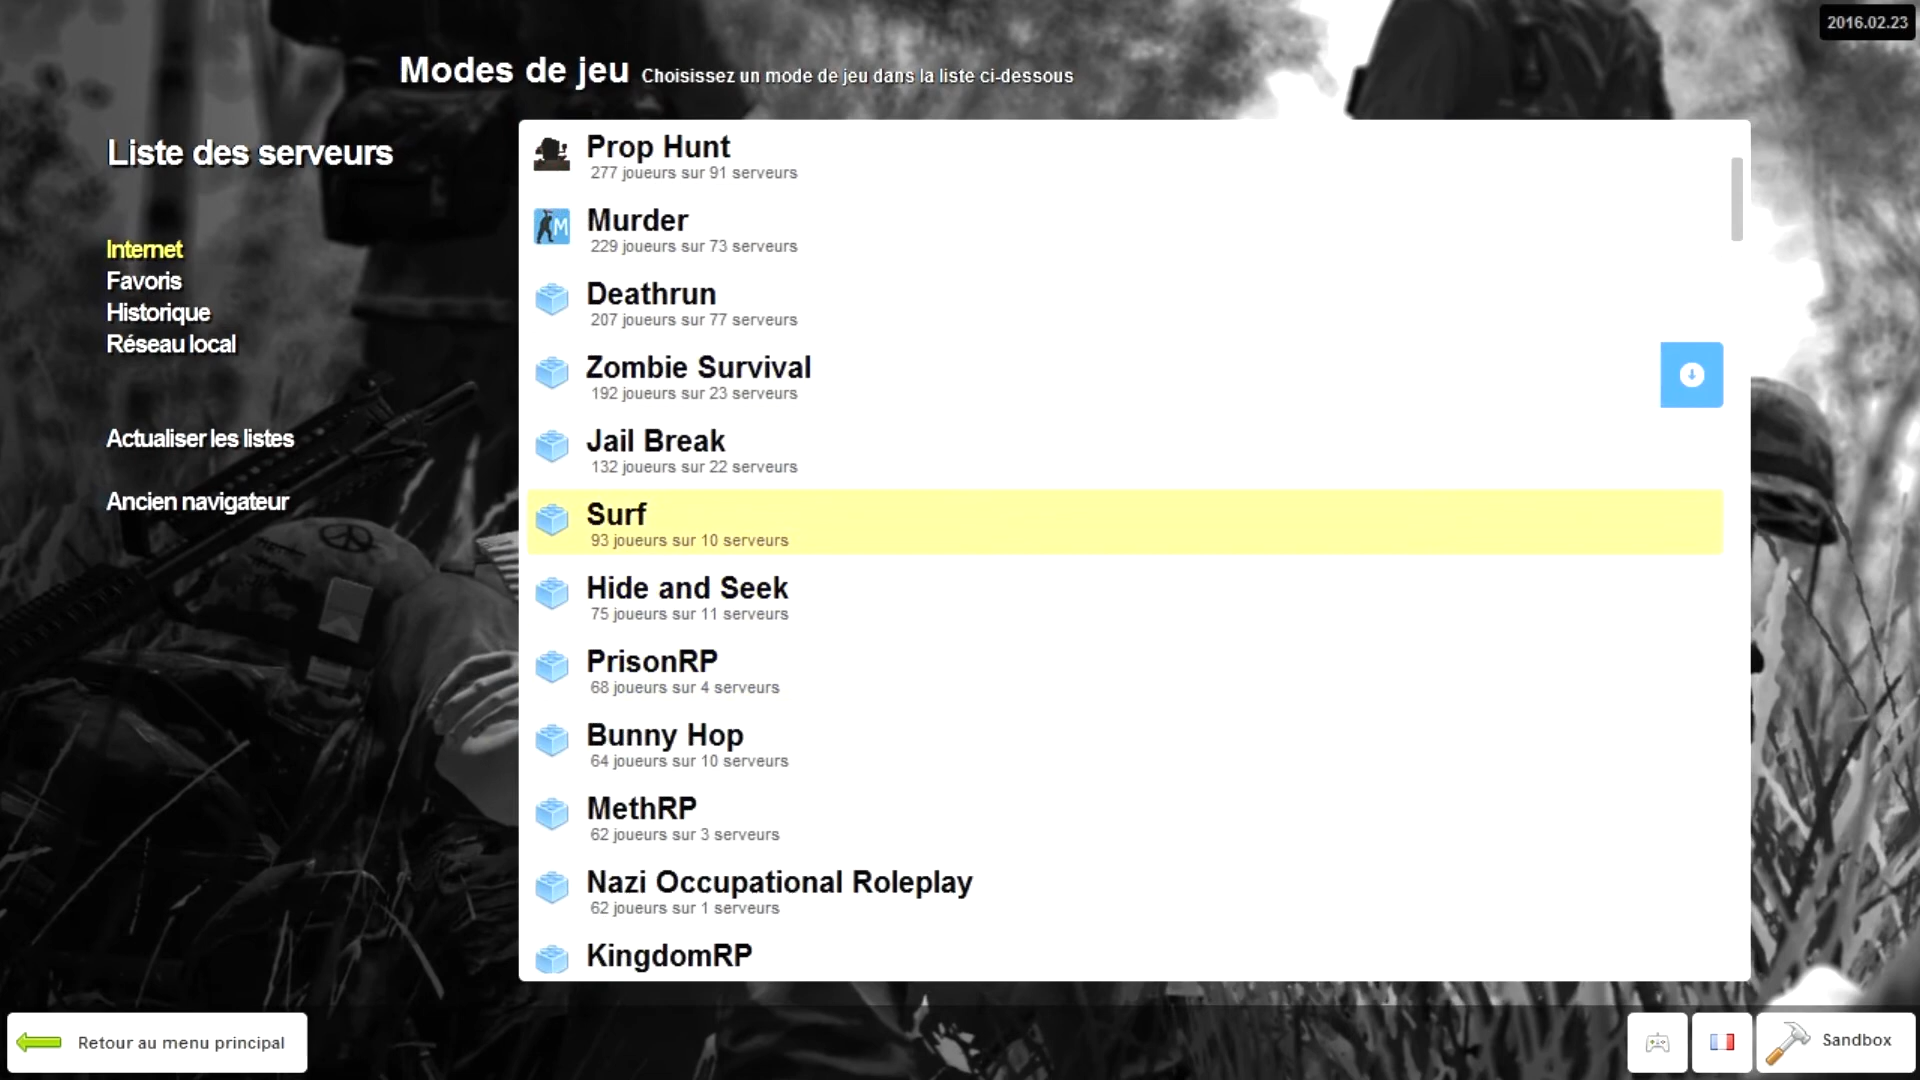 2016.02.23
Modes de jeu Choisissez un mode de jeu dans la liste ci-dessous
Liste des serveurs
Internet
Favoris
Historique
Réseau local
Actualiser les listes
Ancien navigateur
Prop Hunt
277 joueurs sur 91 serveurs
M
Murder
229 joueurs sur 73 serveurs
Deathrun
207 joueurs sur 77 serveurs
Zombie Survival
192 joueurs sur 23 serveurs
Jail Break
132 joueurs sur 22 serveurs
Surf
93 joueurs sur 10 serveurs
Hide and Seek
75 joueurs sur 11 serveurs
PrisonRP
68 joueurs sur 4 serveurs
Bunny Hop
64 joueurs sur 10 serveurs
MethRP
62 joueurs sur 3 serveurs
Nazi Occupational Roleplay
62 joueurs sur 1 serveurs
KingdomRP
Retour au menu principal
Sandbox